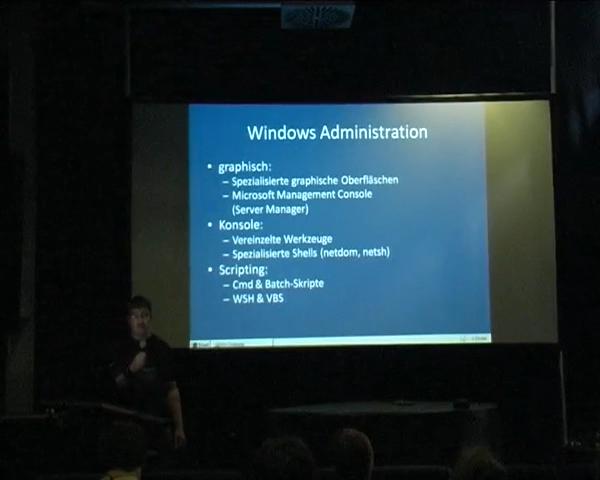 Windows Administration
• graphisch:
– Spezialisierte graphische Oberfläschen
– Microsoft Management Console
(Server Manager)
• Konsole:
– Vereinzelte Werkzeuge
– Spezialisierte Shells (netdom, netsh)
• Scripting:
– Cmd & Batch-Skripte
– WSH & VBS